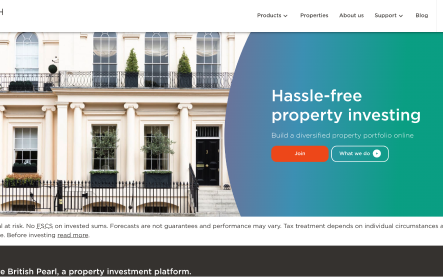 Products Properties About us Support Blog
Hassle-free
property investing
Build a diversified property portfolio online
Join What we do
at risk. No FSCS on invested sums. Forecasts are not guarantees and performance may vary. Tax treatment depends on individual circumstances
Before investing read more.
British Pearl, a property investment platform.